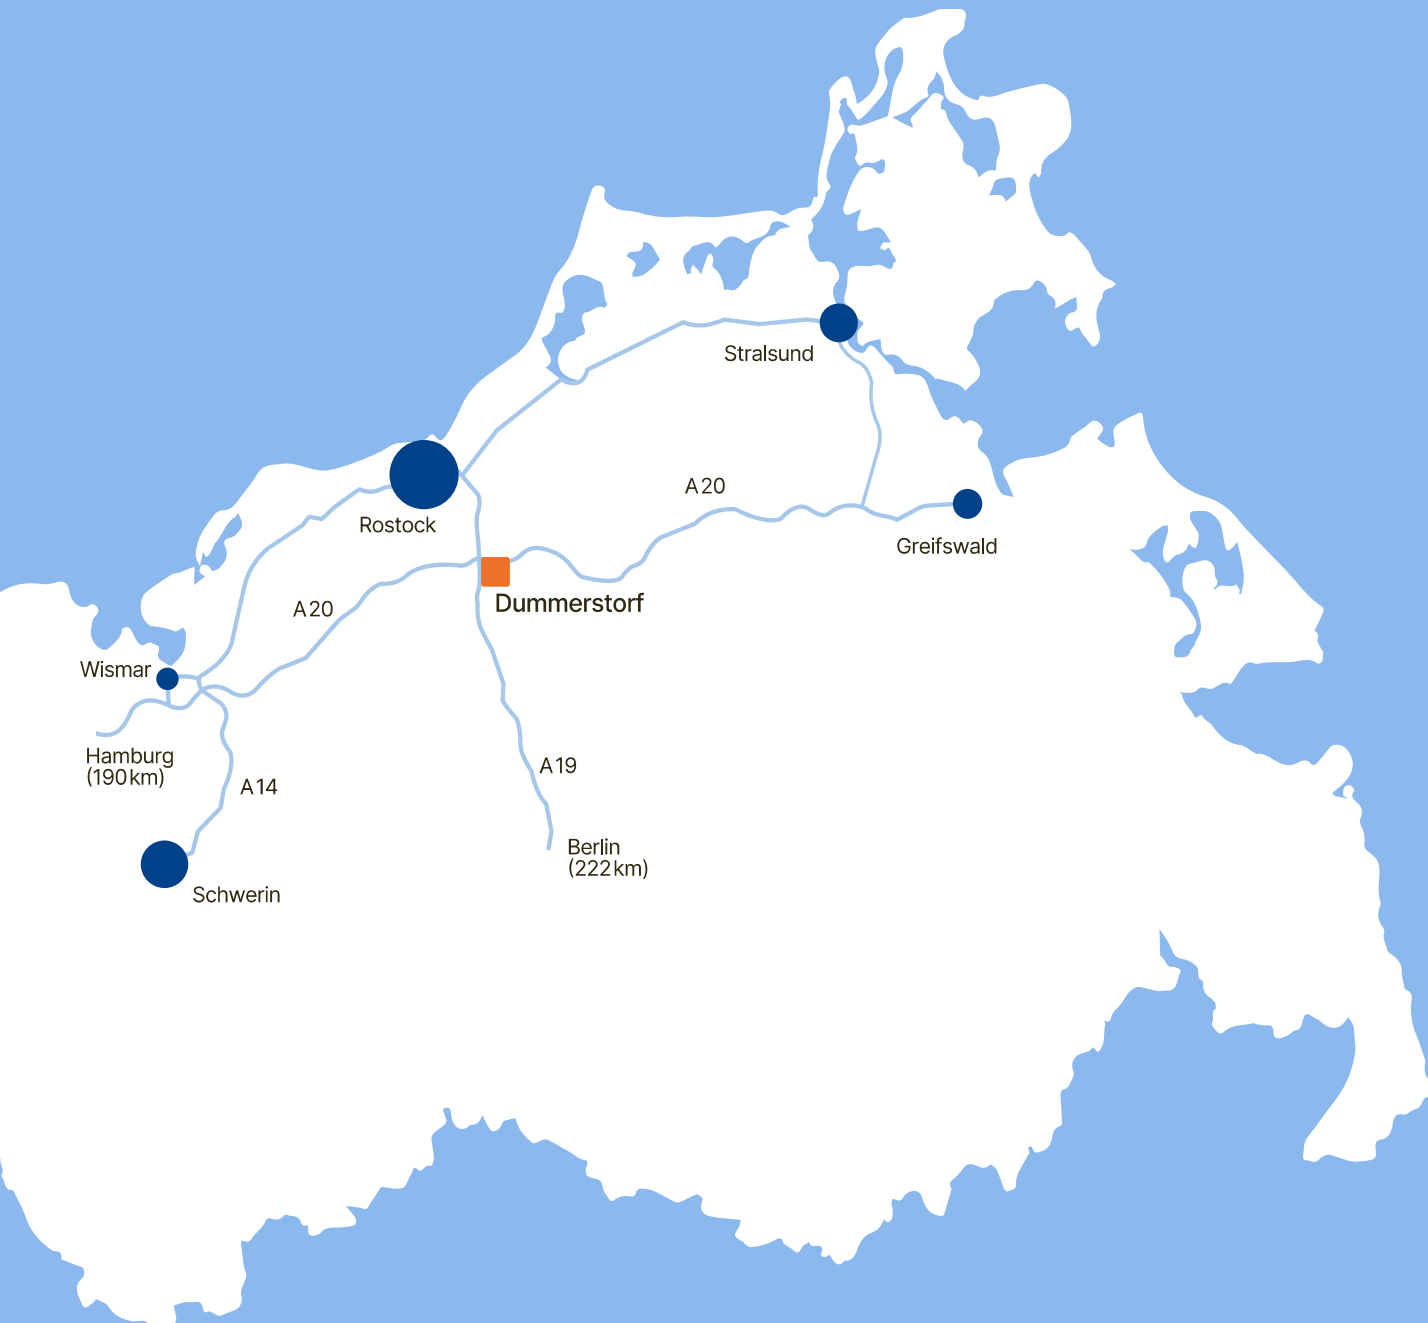 Stralsund
A 20
Rostock
Greifswald
Dummerstorf
A 20
Wismar
Hamburg
(190 km)
A 19
A 14
Berlin
(222 km)
Schwerin